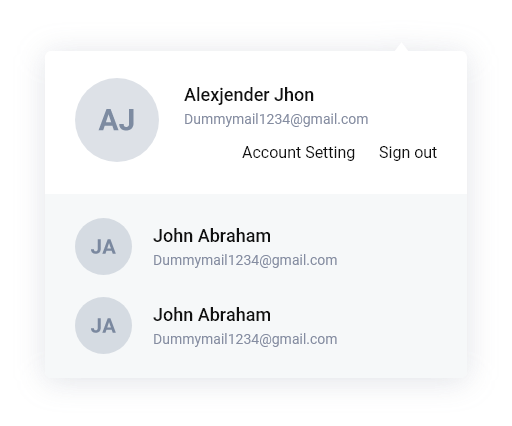 AJ
Alexjender Jhon
Dummymail1234@gmail.com
Account Setting Sign out
JA
John Abraham
Dummymail1234@gmail.com
JA
John Abraham
Dummymail1234@gmail.com